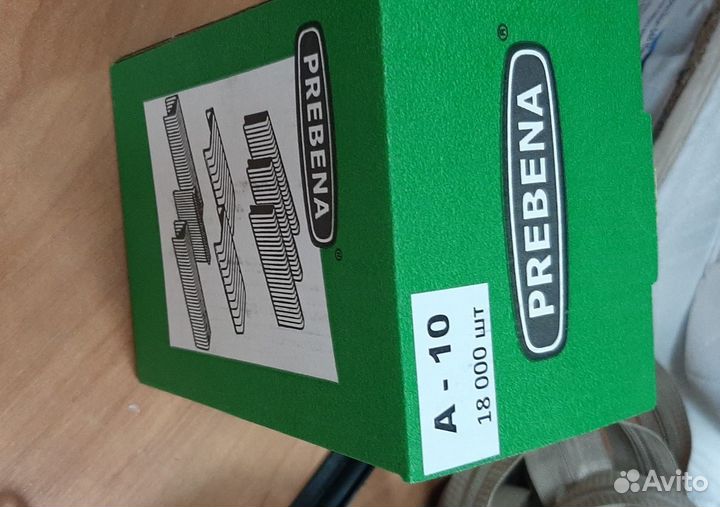 PREBENA
®
PREBENA
®
A - 10
18 000 шт
Avito